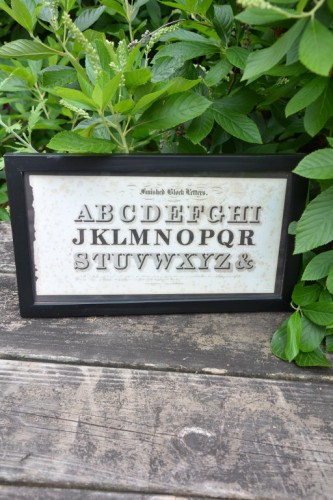 Finished Block Letters.
ABCDEFGHI
JKLMNOPQR
STUVWXYZ &